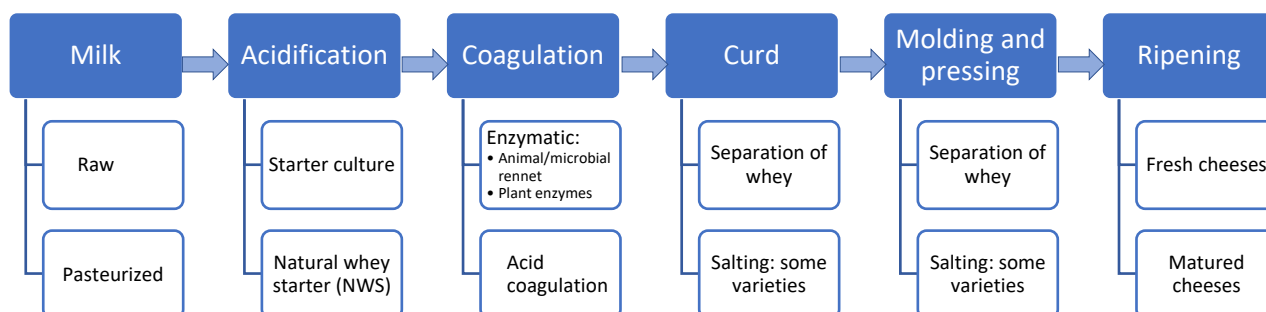 Milk
Acidification
Coagulation
Curd
Molding and
pressing
Ripening
Raw
Pasteurized
Starter culture
Natural whey
starter (NWS)
Enzymatic:
• Animal/microbial
rennet
• Plant enzymes
Acid
coagulation
Separation of
whey
Salting: some
varieties
Separation of
whey
Salting: some
varieties
Fresh cheeses
Matured
cheeses